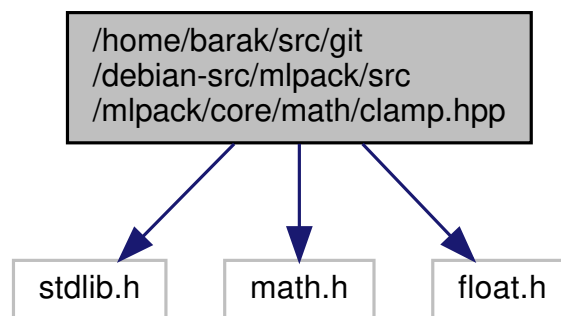 /home/barak/src/git
/debian-src/mlpack/src
/mlpack/core/math/clamp.hpp
stdlib.h
math.h
float.h